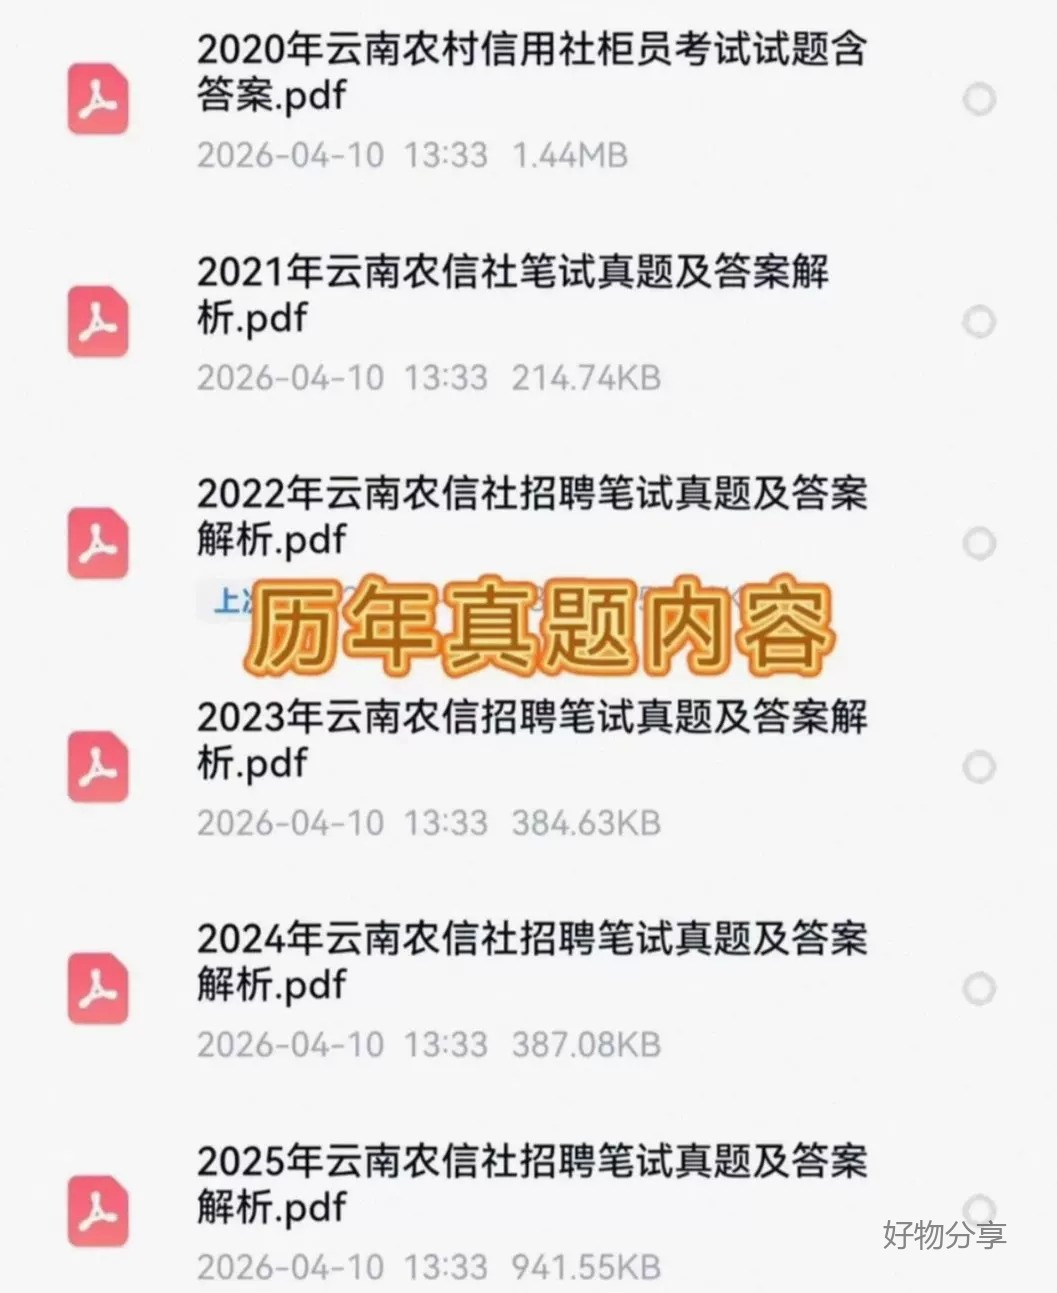 2020年云南农村信用社柜员考试试题含
答案.pdf
2026-04-10 13:33 1.44MB
2021年云南农信社笔试真题及答案解
析.pdf
2026-04-10 13:33 214.74KB
2022年云南农信社招聘笔试真题及答案
解析.pdf
上次
历年真题内容
2023年云南农信招聘笔试真题及答案解
析.pdf
2026-04-10 13:33 384.63KB
2024年云南农信社招聘笔试真题及答案
解析.pdf
2026-04-10 13:33 387.08KB
2025年云南农信社招聘笔试真题及答案
解析.pdf
2026-04-10 13:33 941.55KB
好物分享